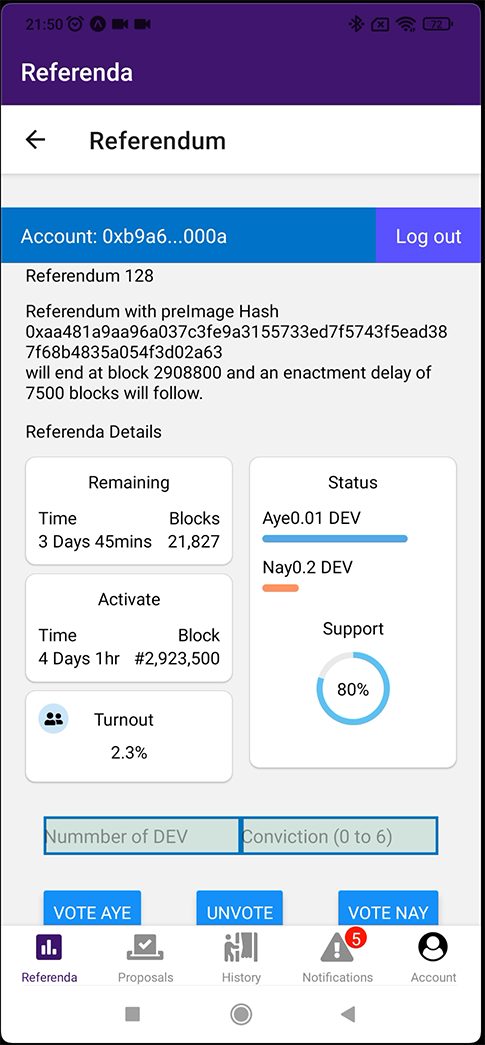 21:50
72
Referenda
Referendum
Account: 0xb9a6...000a
Log out
Referendum 128
Referendum with preImage Hash
0xaa481a9aa96a037c3fe9a3155733ed7f5743f5ead38
7f68b4835a054f3d02a63
will end at block 2908800 and an enactment delay of
7500 blocks will follow.
Referenda Details
Remaining
Time Blocks
3 Days 45mins 21,827
Activate
Time Block
4 Days 1hr #2,923,500
Turnout
2.3%
Status
Aye0.01 DEV
Nay0.2 DEV
Support
80%
Nummber of DEV Conviction (0 to 6)
VOTE AYE UNVOTE VOTE NAY
5
Referenda Proposals History Notifications Account